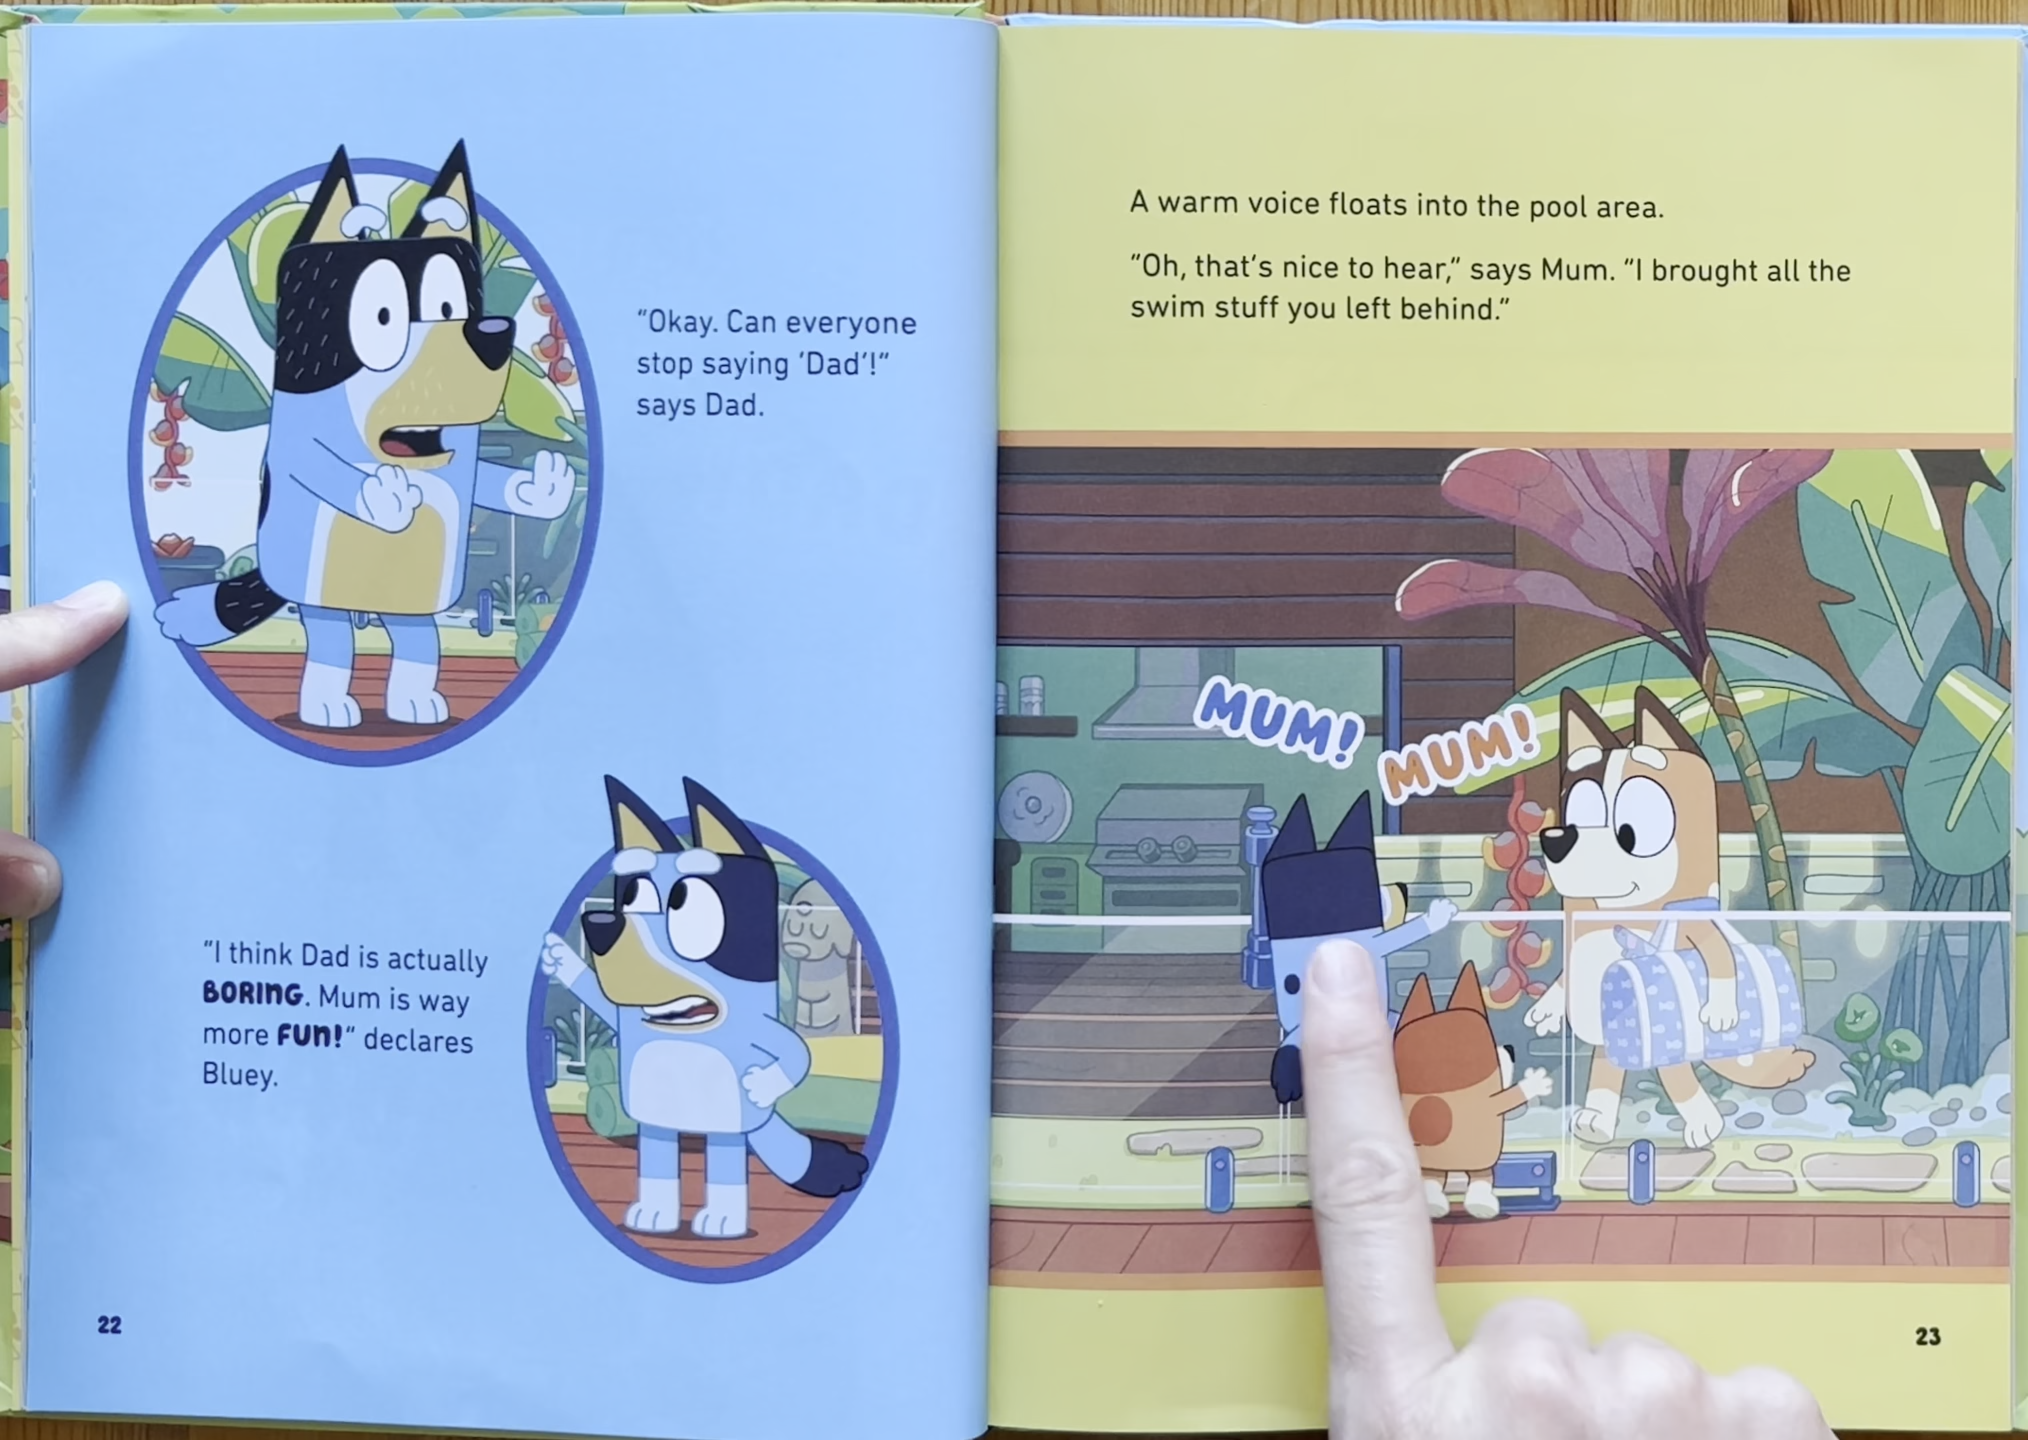 "Okay. Can everyone
stop saying 'Dad'!"
says Dad.
"I think Dad is actually
BORING. Mum is way
more FUN!" declares
Bluey.
22
A warm voice floats into the pool area.
"Oh, that's nice to hear," says Mum. "I brought all the
swim stuff you left behind."
MUM!
MUM!
23